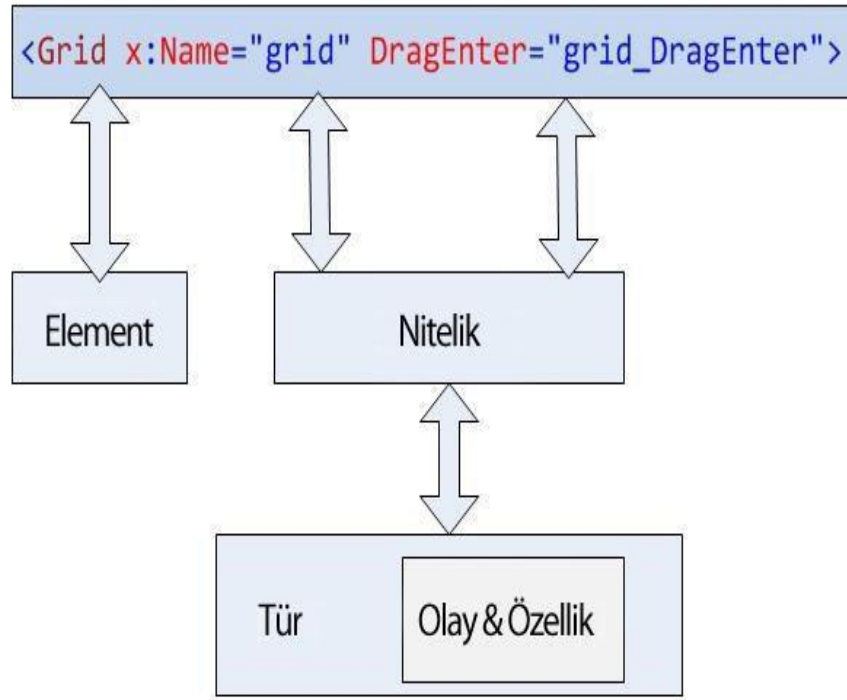 <Grid x:Name="grid" DragEnter="grid_DragEnter">
Element
Nitelik
Tür
Olay & Özellik